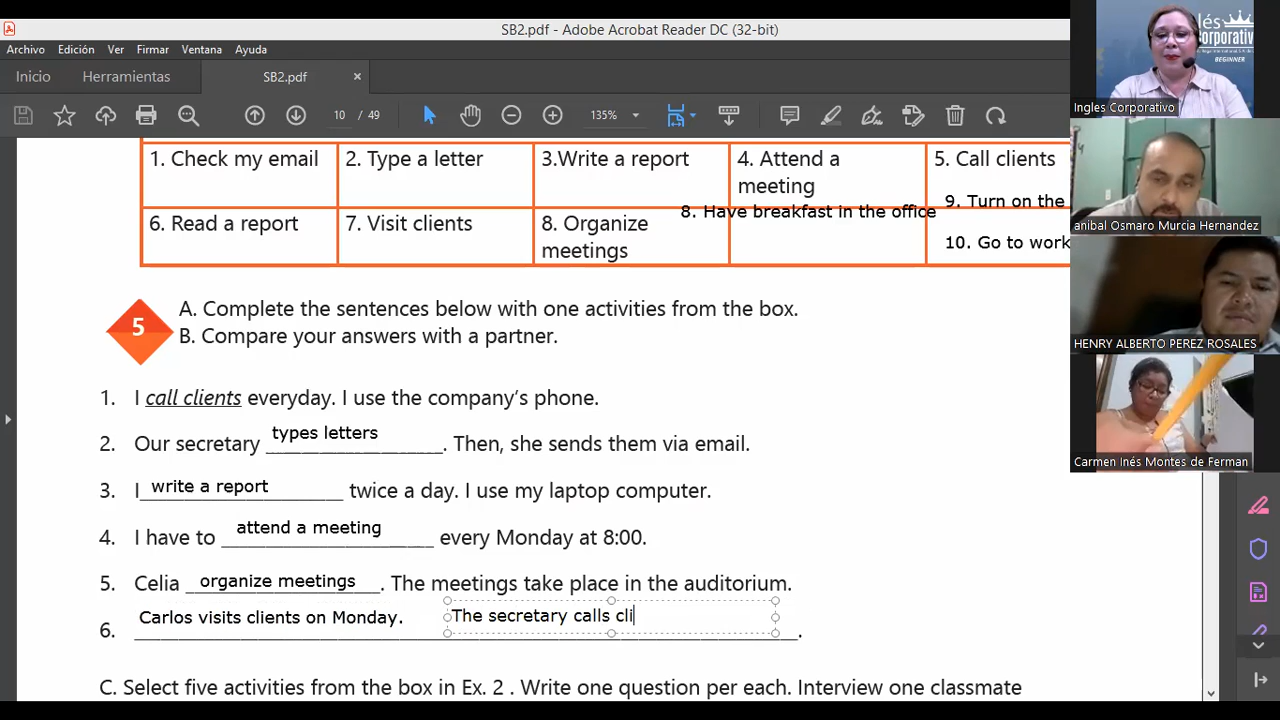 SB2.pdf - Adobe Acrobat Reader DC (32-bit)
Archivo Edición Ver Firmar Ventana Ayuda
Inicio Herramientas SB2.pdf ×
10 / 49 135%
1. Check my email 2. Type a letter 3.Write a report 4. Attend a meeting 5. Call clients
9. Turn on the
8. Have breakfast in the office
6. Read a report 7. Visit clients 8. Organize meetings
10. Go to work
5
A. Complete the sentences below with one activities from the box.
B. Compare your answers with a partner.
1. I call clients everyday. I use the company's phone.
2. Our secretary types letters. Then, she sends them via email.
3. I write a report twice a day. I use my laptop computer.
4. I have to attend a meeting every Monday at 8:00.
5. Celia organize meetings. The meetings take place in the auditorium.
6. Carlos visits clients on Monday. The secretary calls cli
C. Select five activities from the box in Ex. 2 . Write one question per each. Interview one classmate
lés
Corporativ
BEGINNER
Ingles Corporativo
anibal Osmaro Murcia Hernandez
HENRY ALBERTO PEREZ ROSALES
Carmen Inés Montes de Ferman